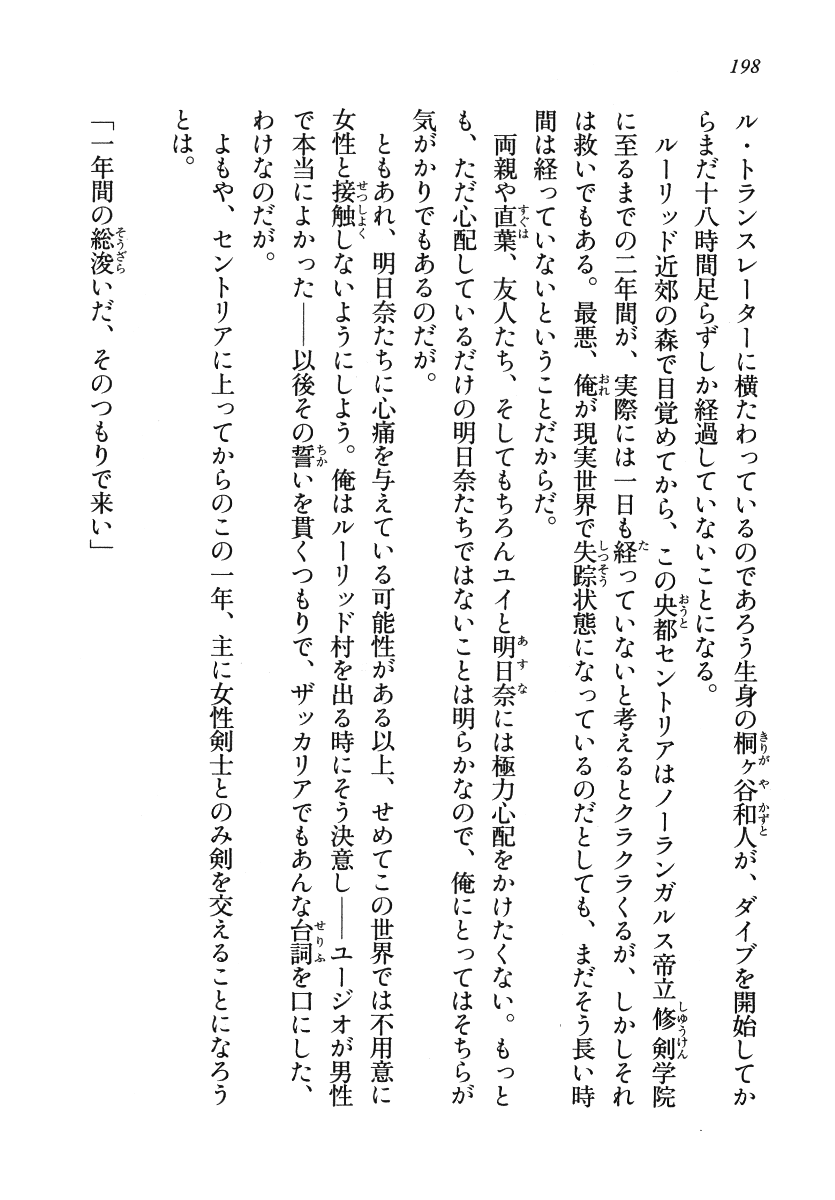 198
ル・トランスレーターに横たわっているのであろう生身の桐ヶ谷和人が、ダイブを開始してか
らまだ十八時間足らずしか経過していないことになる。
　ルーリッド近郊の森で目覚めてから、この央都セントリアはノーランガルス帝立修剣学院
に至るまでの二年間が、実際には一日も経っていないと考えるとクラクラくるが、しかしそれ
は救いでもある。最悪、俺が現実世界で失踪状態になっているのだとしても、まだそう長い時
間は経っていないということだからだ。
　両親や直葉、友人たち、そしてもちろんユイと明日奈には極力心配をかけたくない。もっと
も、ただ心配しているだけの明日奈たちではないことは明らかなので、俺にとってはそちらが
気がかりでもあるのだが。
　ともあれ、明日奈たちに心痛を与えている可能性がある以上、せめてこの世界では不用意に
女性と接触しないようにしよう。俺はルーリッド村を出る時にそう決意し――ユージオが男性
で本当によかった――以後その誓いを貫くつもりで、ザッカリアでもあんな台詞を口にした、
わけなのだが。
　よもや、セントリアに上ってからのこの一年、主に女性剣士とのみ剣を交えることになろう
とは。
「一年間の総浚いだ、そのつもりで来い」